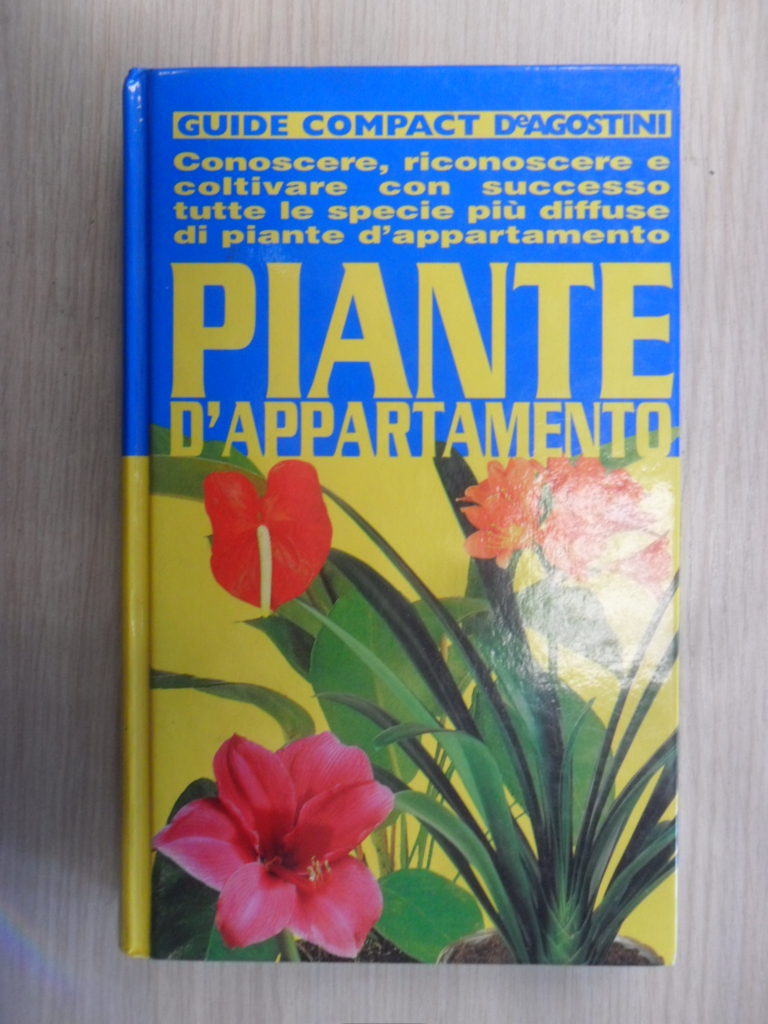 GUIDE COMPACT DeAGOSTINI
Conoscere, riconoscere e
coltivare con successo
tutte le specie più diffuse
di piante d'appartamento
PIANTE
D'APPARTAMENTO